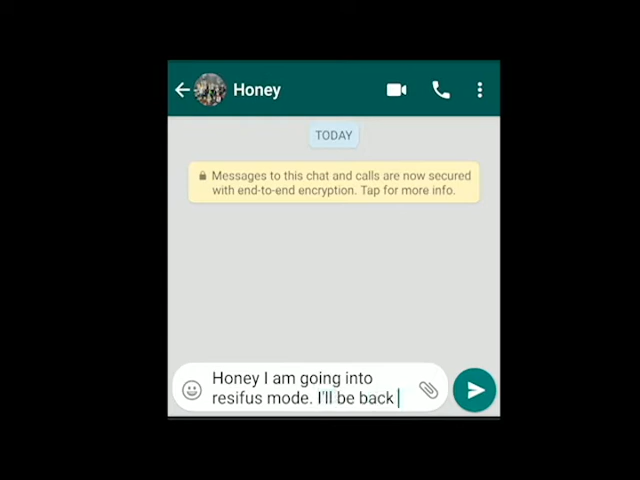 Honey
TODAY
Messages to this chat and calls are now secured
with end-to-end encryption. Tap for more info.
Honey I am going into
resifus mode. I'll be back